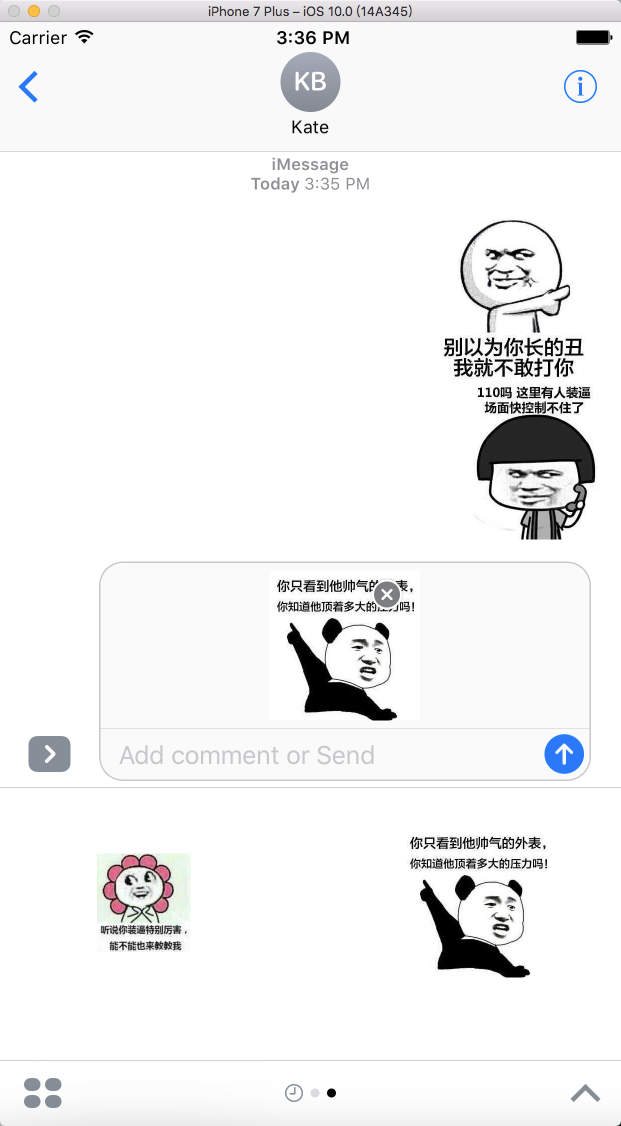 iPhone 7 Plus – iOS 10.0 (14A345)
Carrier 3:36 PM
KB
Kate
iMessage
Today 3:35 PM
别以为你长的丑
我就不敢打你
110吗 这里有人装逼
场面快控制不住了
你只看到他帅气的 表，
你知道他顶着多大的压力吗！
Add comment or Send
你只看到他帅气的外表，
你知道他顶着多大的压力吗！
听说你装逼特别厉害，
能不能也来教教我